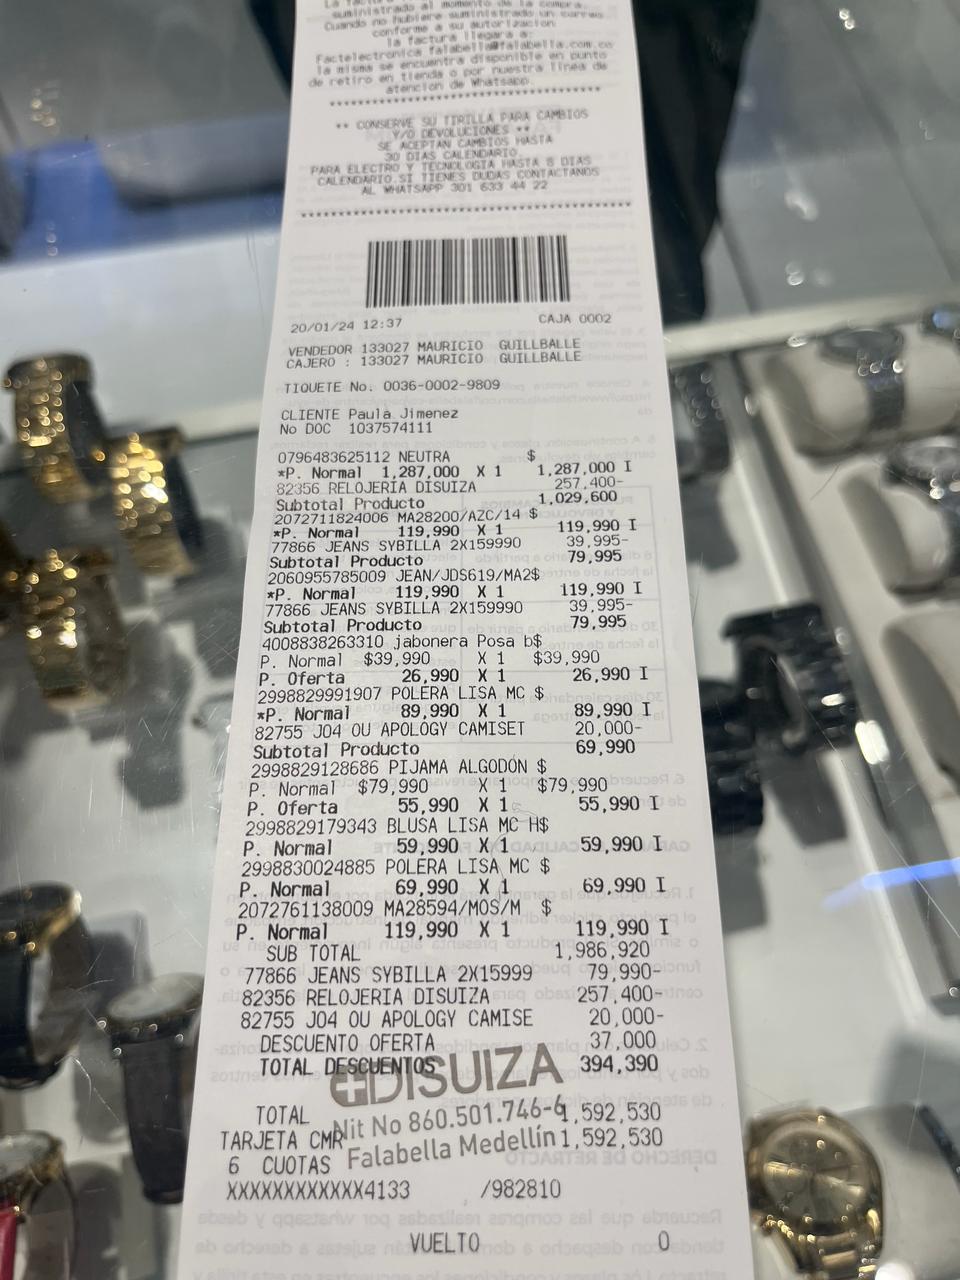 La
suministrado al momento de la compra.
Cuando no hubiere suministrado un correo
conforme a su autorizacion
la factura llegara a:
Factelectronica falabella@falabella.com.co
la misma se encuentra disponible en punto
de retiro en tienda o por nuestra linea de
atencion de Whatsapp.
** CONSERVE SU TIRILLA PARA CAMBIOS
Y/O DEVOLUCIONES **
SE ACEPTAN CAMBIOS HASTA
30 DIAS CALENDARIO.
PARA ELECTRO Y TECNOLOGIA HASTA 8 DIAS
CALENDARIO.SI TIENES DUDAS CONTACTANOS
AL WHATSAPP 301 633 44 22
20/01/24 12:37 CAJA 0002
VENDEDOR 133027 MAURICIO GUILLBALLE
CAJERO : 133027 MAURICIO GUILLBALLE
TIQUETE No. 0036-0002-9809
CLIENTE Paula Jimenez
No DOC 1037574111
0796483625112 NEUTRA $
*P. Normal 1,287,000 X 1 1,287,000 I
82356 RELOJERIA DISUIZA 257,400-
Subtotal Producto 1,029,600
2072711824006 MA28200/AZC/14 $
*P. Normal 119,990 X 1 119,990 I
77866 JEANS SYBILLA 2X159990 39,995-
Subtotal Producto 79,995
2060955785009 JEAN/JDS619/MA2$
*P. Normal 119,990 X 1 119,990 I
77866 JEANS SYBILLA 2X159990 39,995-
Subtotal Producto 79,995
4008838263310 jabonera Posa b$
P. Normal $39,990 X 1 $39,990
P. Oferta 26,990 X 1 26,990 I
2998829991907 POLERA LISA MC $
*P. Normal 89,990 X 1 89,990 I
82755 J04 OU APOLOGY CAMISET 20,000-
Subtotal Producto 69,990
2998829128686 PIJAMA ALGODON $
P. Normal $79,990 X 1 $79,990
P. Oferta 55,990 X 1 55,990 I
2998829179343 BLUSA LISA MC H$
P. Normal 59,990 X 1 59,990 I
2998830024885 POLERA LISA MC $
P. Normal 69,990 X 1 69,990 I
2072761138009 MA28594/MOS/M $
P. Normal 119,990 X 1 119,990 I
SUB TOTAL 1,986,920
77866 JEANS SYBILLA 2X15999 79,990-
82356 RELOJERIA DISUIZA 257,400-
82755 J04 OU APOLOGY CAMISE 20,000-
DESCUENTO OFERTA 37,000
TOTAL DESCUENTOS 394,390
DISUIZA
Nit No 860.501.746-6
Falabella Medellín
TOTAL 1,592,530
TARJETA CMR 1,592,530
6 CUOTAS
XXXXXXXXXXXX4133 /982810
VUELTO 0